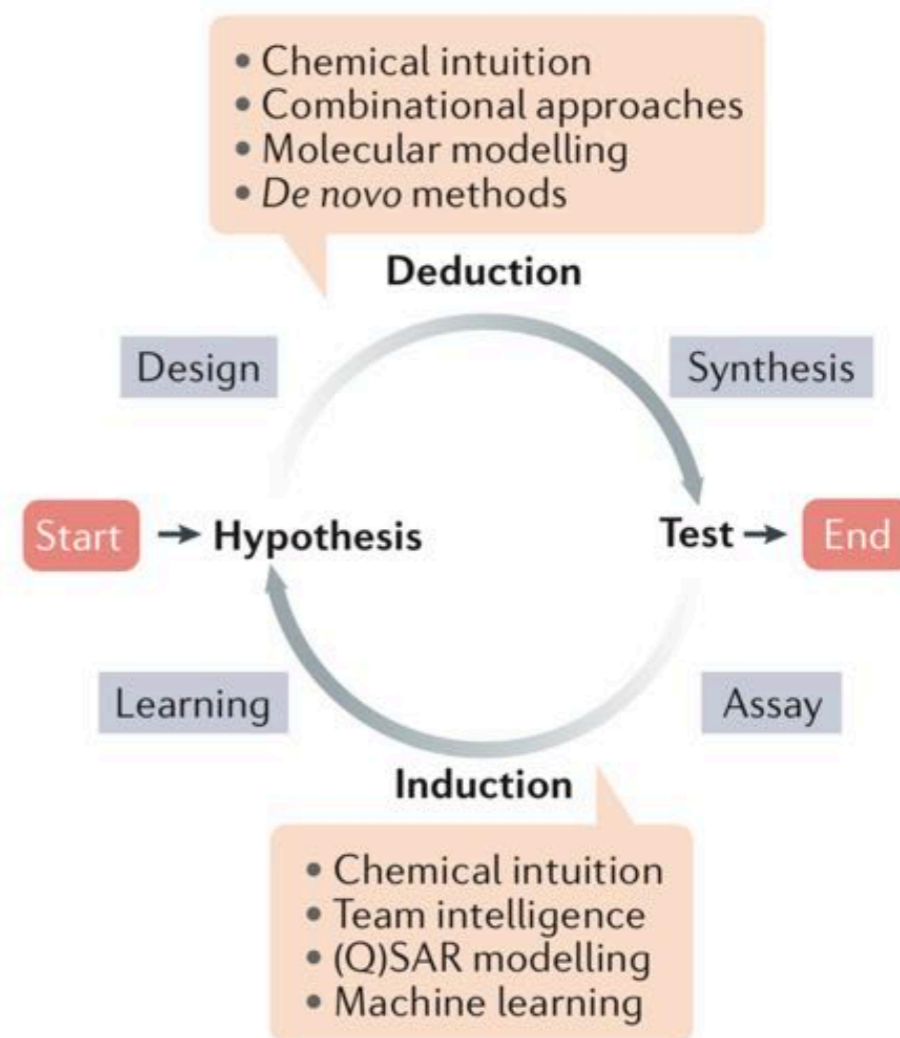 • Chemical intuition
• Combinational approaches
• Molecular modelling
• De novo methods
Deduction
Design
Synthesis
Start
Hypothesis
Test
End
Learning
Assay
Induction
• Chemical intuition
• Team intelligence
• (Q)SAR modelling
• Machine learning